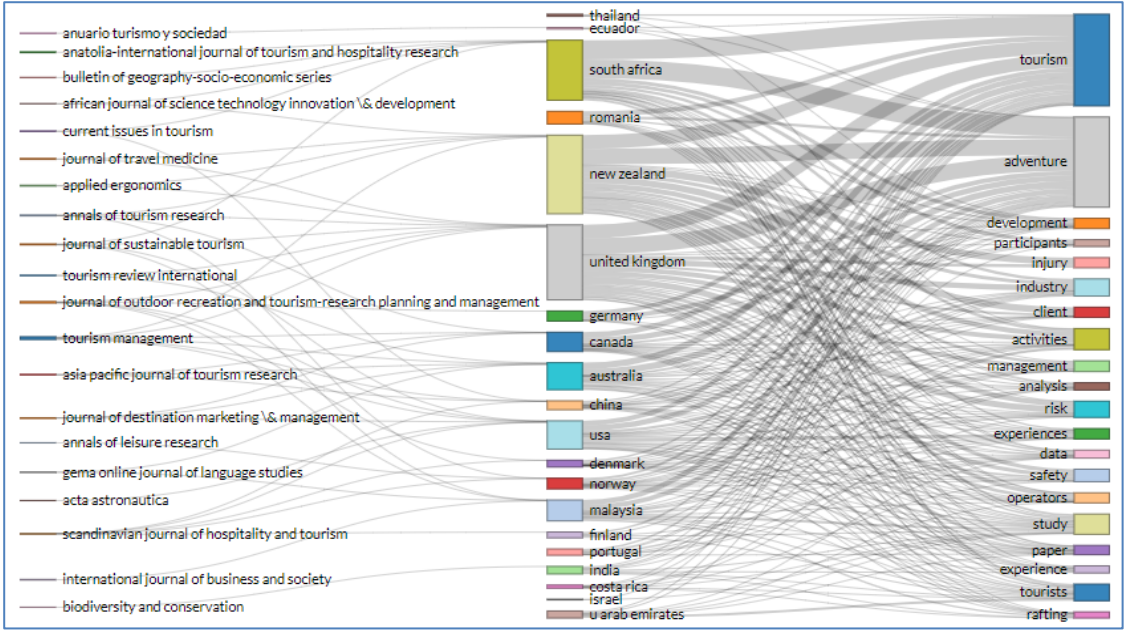 anuario turismo y sociedad
anatolia-international journal of tourism and hospitality research
bulletin of geography-socio-economic series
african journal of science technology innovation \& development
current issues in tourism
journal of travel medicine
applied ergonomics
annals of tourism research
journal of sustainable tourism
tourism review international
journal of outdoor recreation and tourism-research planning and management
tourism management
asia pacific journal of tourism research
journal of destination marketing \& management
annals of leisure research
gema online journal of language studies
acta astronautica
scandinavian journal of hospitality and tourism
international journal of business and society
biodiversity and conservation
thailand
ecuador
south africa
romania
new zealand
united kingdom
germany
canada
australia
china
usa
denmark
norway
malaysia
finland
portugal
india
costa rica
israel
u arab emirates
tourism
adventure
development
participants
injury
industry
client
activities
management
analysis
risk
experiences
data
safety
operators
study
paper
experience
tourists
rafting